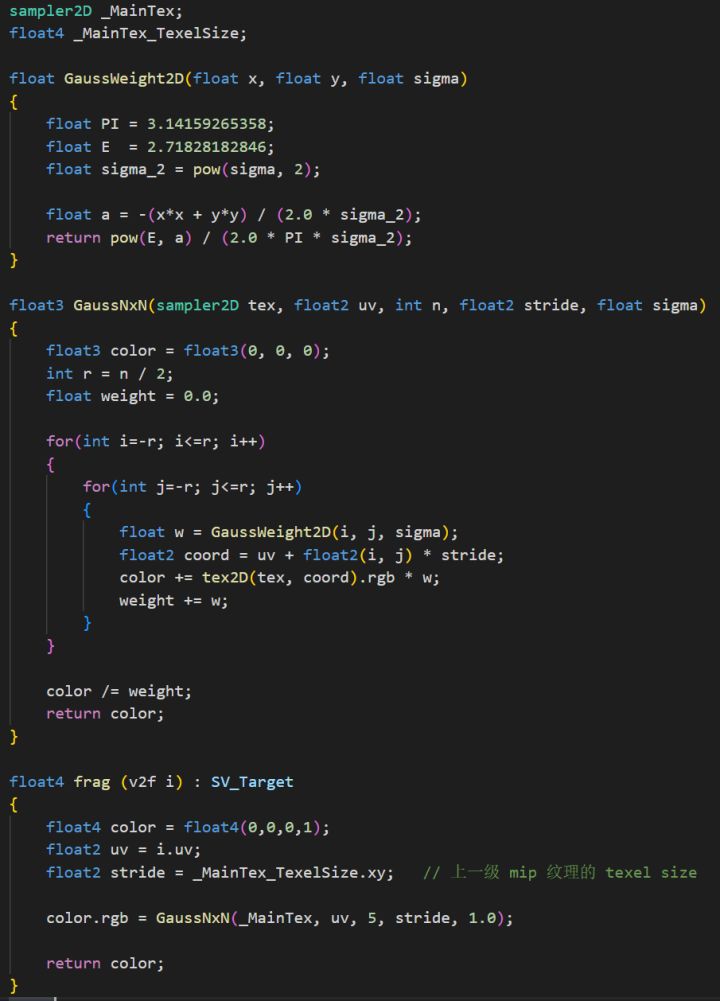 sampler2D _MainTex;
float4 _MainTex_TexelSize;
float GaussWeight2D(float x, float y, float sigma)
{
    float PI = 3.14159265358;
    float E  = 2.71828182846;
    float sigma_2 = pow(sigma, 2);
    float a = -(x*x + y*y) / (2.0 * sigma_2);
    return pow(E, a) / (2.0 * PI * sigma_2);
}
float3 GaussNxN(sampler2D tex, float2 uv, int n, float2 stride, float sigma)
{
    float3 color = float3(0, 0, 0);
    int r = n / 2;
    float weight = 0.0;
    for(int i=-r; i<=r; i++)
    {
        for(int j=-r; j<=r; j++)
        {
            float w = GaussWeight2D(i, j, sigma);
            float2 coord = uv + float2(i, j) * stride;
            color += tex2D(tex, coord).rgb * w;
            weight += w;
        }
    }
    color /= weight;
    return color;
}
float4 frag (v2f i) : SV_Target
{
    float4 color = float4(0,0,0,1);
    float2 uv = i.uv;
    float2 stride = _MainTex_TexelSize.xy;   // 上一级 mip 纹理的 texel size
    color.rgb = GaussNxN(_MainTex, uv, 5, stride, 1.0);
    return color;
}